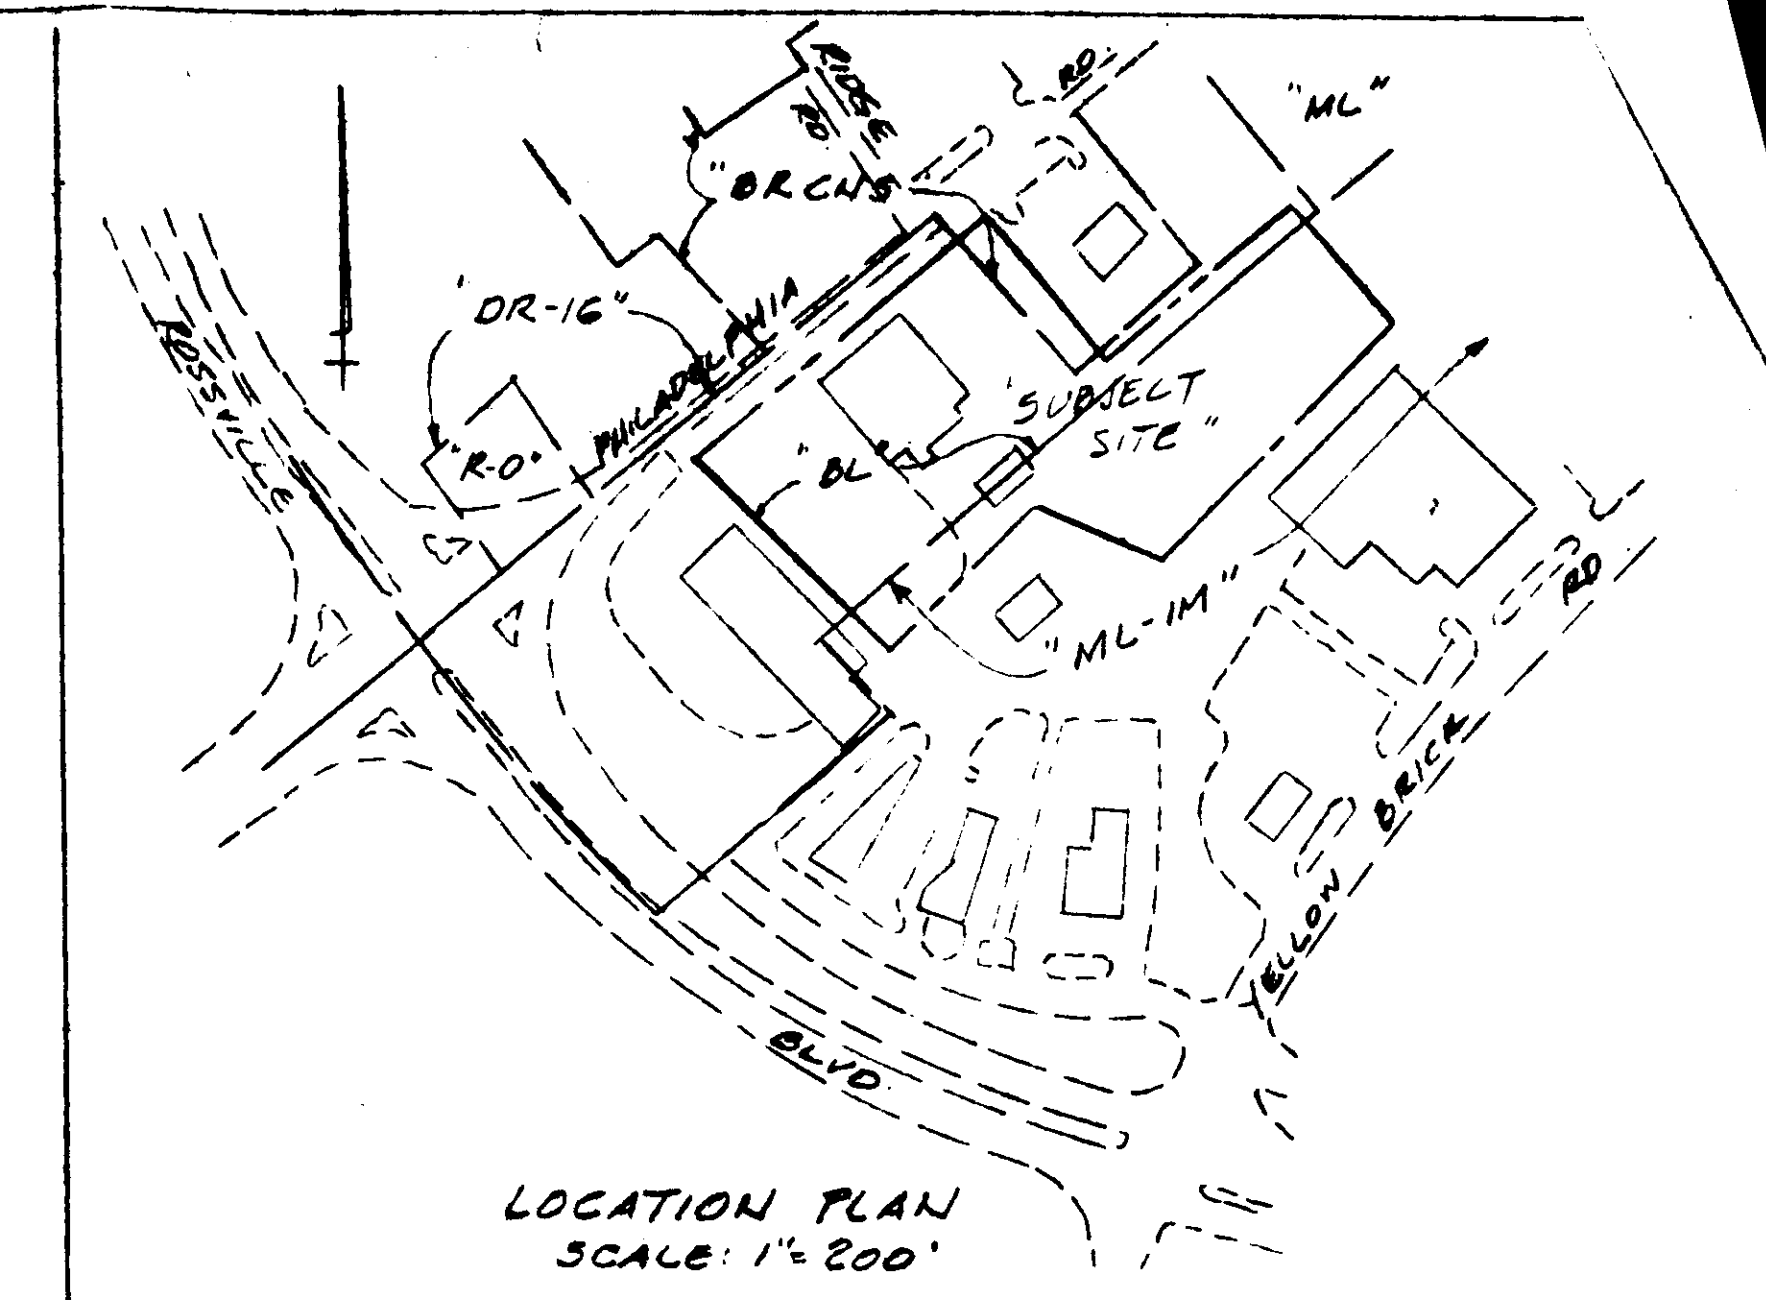 RIDGE
RD.
RD.
"ML"
"BRCNS
"DR-16"
PHILADELPHIA
ROSSVILLE
"R-O"
"BL"
"SUBJECT
SITE"
"ML-IM"
RD
BRICK
YELLOW
BLVD.
LOCATION PLAN
SCALE: 1"=200'